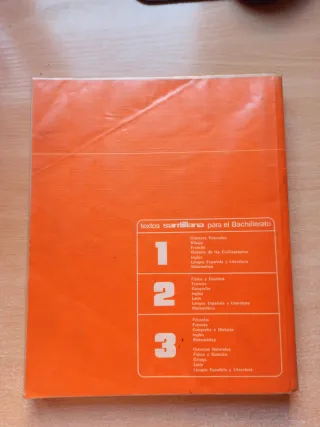 textos santillana para el Bachillerato
1
Ciencias Naturales
Dibujo
Francés
Historia de las Civilizaciones
Inglés
Lengua Española y Literatura
Matemáticas
2
Física y Química
Francés
Geografía
Inglés
Latín
Lengua Española y Literatura
Matemáticas
3
Filosofía
Francés
Geografía e Historia
Inglés
Matemáticas
Ciencias Naturales
Física y Química
Griego
Latín
Lengua Española y Literatura